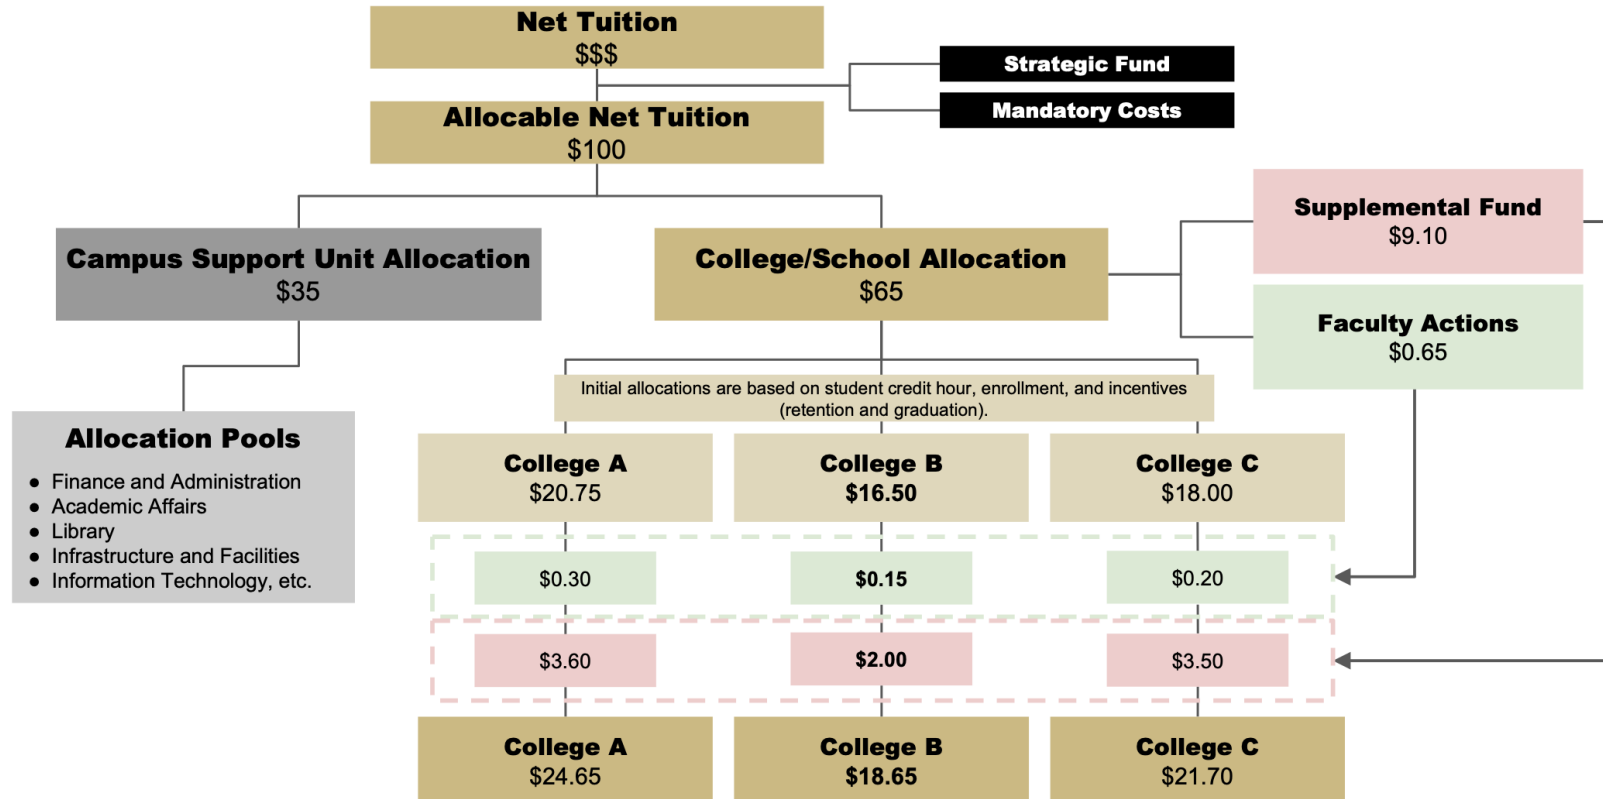 Net Tuition
$$$
Strategic Fund
Mandatory Costs
Allocable Net Tuition
$100
Supplemental Fund
$9.10
Campus Support Unit Allocation
$35
College/School Allocation
$65
Faculty Actions
$0.65
Initial allocations are based on student credit hour, enrollment, and incentives
(retention and graduation).
Allocation Pools
● Finance and Administration
● Academic Affairs
● Library
● Infrastructure and Facilities
● Information Technology, etc.
College A
$20.75
College B
$16.50
College C
$18.00
$0.30
$0.15
$0.20
$3.60
$2.00
$3.50
College A
$24.65
College B
$18.65
College C
$21.70